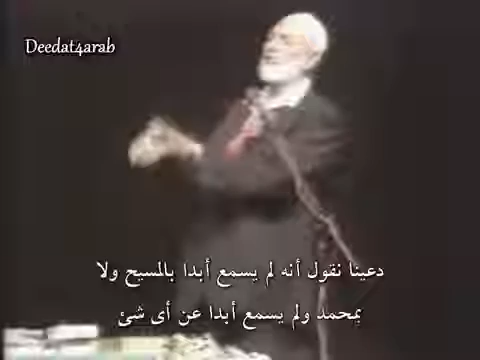 Deedat4arab
دعينا نقول أنه لم يسمع أبدا بالمسيح ولا
بمحمد ولم يسمع أبدا عن أى شئ